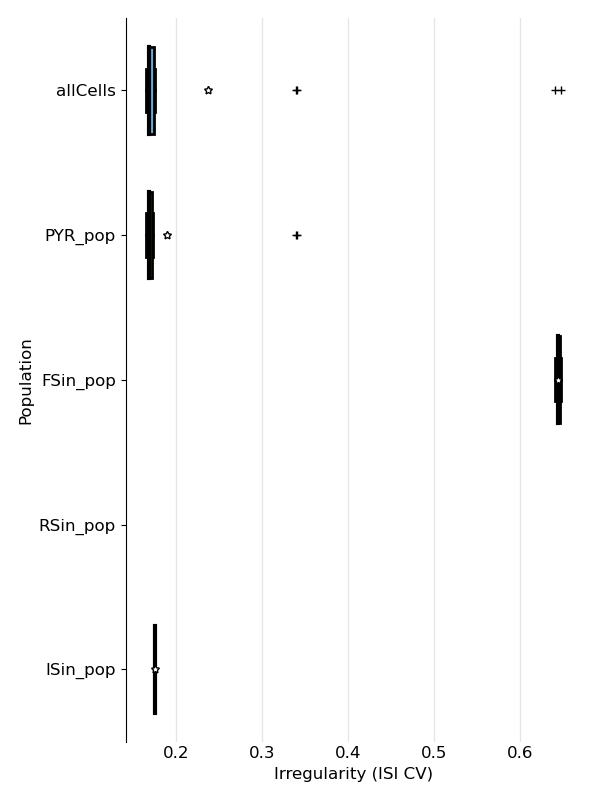 allCells
PYR_pop
FSin_pop
RSin_pop
ISin_pop
Population
0.2 0.3 0.4 0.5 0.6
Irregularity (ISI CV)